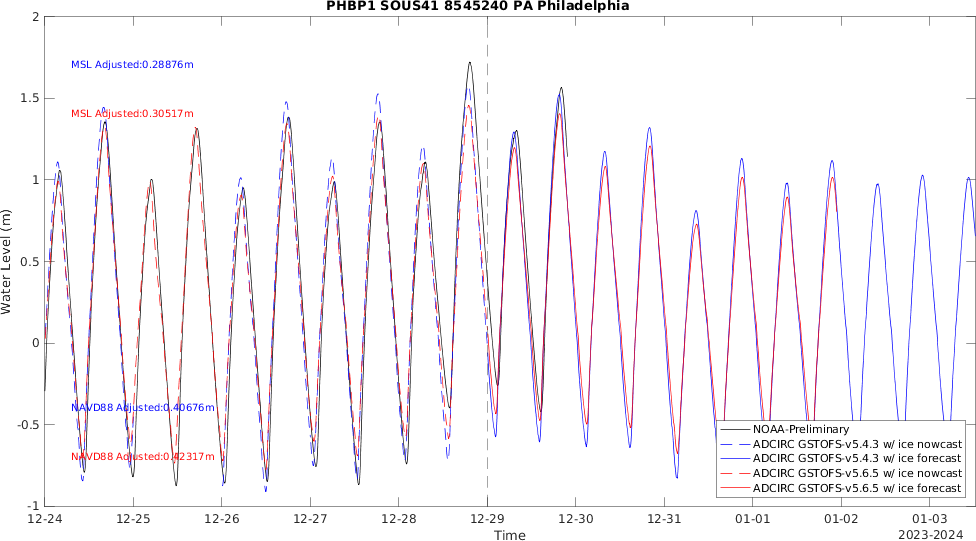 PHBP1 SOUS41 8545240 PA Philadelphia
2
MSL Adjusted:0.28876m
1.5
MSL Adjusted:0.30517m
1
Water Level (m)
0.5
0
NAVD88 Adjusted:0.40676m
-0.5
NAVD88 Adjusted:0.42317m
NOAA-Preliminary
ADCIRC GSTOFS-v5.4.3 w/ ice nowcast
ADCIRC GSTOFS-v5.4.3 w/ ice forecast
ADCIRC GSTOFS-v5.6.5 w/ ice nowcast
ADCIRC GSTOFS-v5.6.5 w/ ice forecast
-1
12-24 12-25 12-26 12-27 12-28 12-29 12-30 12-31 01-01 01-02 01-03
Time
2023-2024